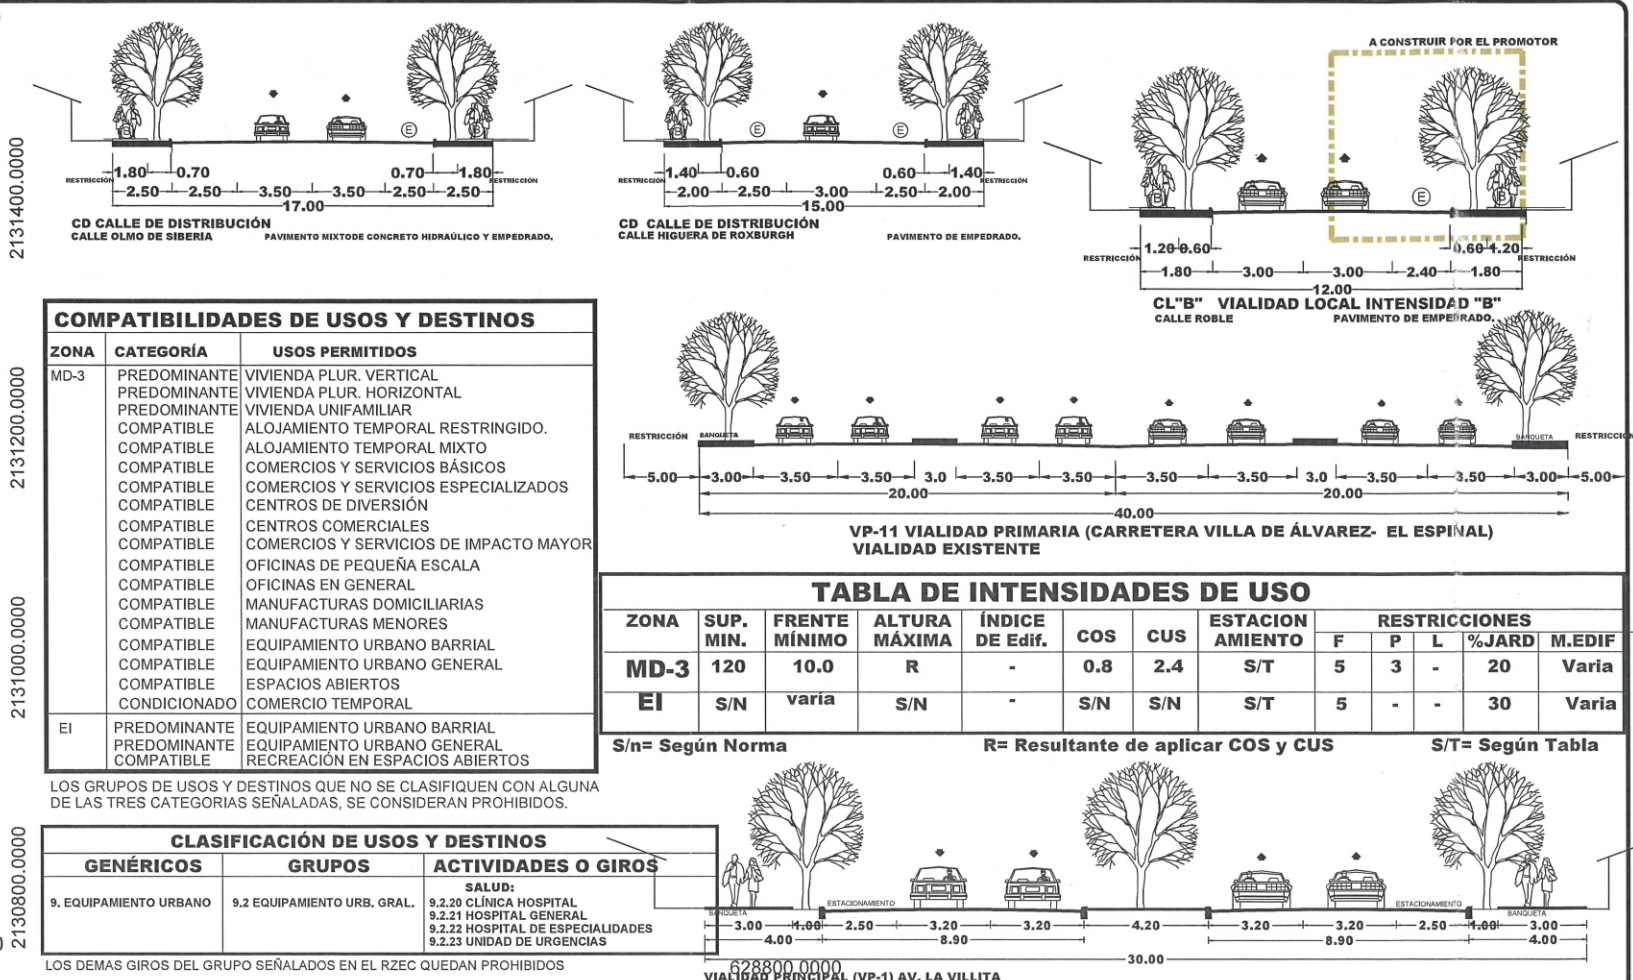 A CONSTRUIR POR EL PROMOTOR
2131400.0000
2131200.0000
2131000.0000
2130800.0000
B E B
1.80 0.70 0.70 1.80
RESTRICCIÓN RESTRICCIÓN
2.50 2.50 3.50 3.50 2.50 2.50
17.00
CD CALLE DE DISTRIBUCIÓN
CALLE OLMO DE SIBERIA PAVIMENTO MIXTODE CONCRETO HIDRAÚLICO Y EMPEDRADO.
B E E B
1.40 0.60 0.60 1.40
RESTRICCIÓN RESTRICCIÓN
2.00 2.50 3.00 2.50 2.00
15.00
CD CALLE DE DISTRIBUCIÓN
CALLE HIGUERA DE ROXBURGH PAVIMENTO DE EMPEDRADO.
B E B
1.20 0.60 0.60 1.20
RESTRICCIÓN RESTRICCIÓN
1.80 3.00 3.00 2.40 1.80
12.00
CL"B" VIALIDAD LOCAL INTENSIDAD "B"
CALLE ROBLE PAVIMENTO DE EMPEDRADO.
RESTRICCIÓN BANQUETA BANQUETA RESTRICCIÓN
5.00 3.00 3.50 3.50 3.0 3.50 3.50 3.50 3.50 3.0 3.50 3.50 3.00 5.00
20.00 20.00
40.00
VP-11 VIALIDAD PRIMARIA (CARRETERA VILLA DE ÁLVAREZ- EL ESPINAL)
VIALIDAD EXISTENTE
COMPATIBILIDADES DE USOS Y DESTINOS
ZONA CATEGORÍA USOS PERMITIDOS
MD-3 PREDOMINANTE VIVIENDA PLUR. VERTICAL
PREDOMINANTE VIVIENDA PLUR. HORIZONTAL
PREDOMINANTE VIVIENDA UNIFAMILIAR
COMPATIBLE ALOJAMIENTO TEMPORAL RESTRINGIDO.
COMPATIBLE ALOJAMIENTO TEMPORAL MIXTO
COMPATIBLE COMERCIOS Y SERVICIOS BÁSICOS
COMPATIBLE COMERCIOS Y SERVICIOS ESPECIALIZADOS
COMPATIBLE CENTROS DE DIVERSIÓN
COMPATIBLE CENTROS COMERCIALES
COMPATIBLE COMERCIOS Y SERVICIOS DE IMPACTO MAYOR
COMPATIBLE OFICINAS DE PEQUEÑA ESCALA
COMPATIBLE OFICINAS EN GENERAL
COMPATIBLE MANUFACTURAS DOMICILIARIAS
COMPATIBLE MANUFACTURAS MENORES
COMPATIBLE EQUIPAMIENTO URBANO BARRIAL
COMPATIBLE EQUIPAMIENTO URBANO GENERAL
COMPATIBLE ESPACIOS ABIERTOS
CONDICIONADO COMERCIO TEMPORAL
EI PREDOMINANTE EQUIPAMIENTO URBANO BARRIAL
PREDOMINANTE EQUIPAMIENTO URBANO GENERAL
COMPATIBLE RECREACIÓN EN ESPACIOS ABIERTOS
LOS GRUPOS DE USOS Y DESTINOS QUE NO SE CLASIFIQUEN CON ALGUNA
DE LAS TRES CATEGORIAS SEÑALADAS, SE CONSIDERAN PROHIBIDOS.
TABLA DE INTENSIDADES DE USO
ZONA SUP. MIN. FRENTE MÍNIMO ALTURA MÁXIMA ÍNDICE DE Edif. COS CUS ESTACION AMIENTO RESTRICCIONES
F P L %JARD M.EDIF
MD-3 120 10.0 R - 0.8 2.4 S/T 5 3 - 20 Varia
EI S/N varía S/N - S/N S/N S/T 5 - - 30 Varia
S/n= Según Norma R= Resultante de aplicar COS y CUS S/T= Según Tabla
CLASIFICACIÓN DE USOS Y DESTINOS
GENÉRICOS GRUPOS ACTIVIDADES O GIROS
SALUD:
9. EQUIPAMIENTO URBANO 9.2 EQUIPAMIENTO URB. GRAL. 9.2.20 CLÍNICA HOSPITAL
9.2.21 HOSPITAL GENERAL
9.2.22 HOSPITAL DE ESPECIALIDADES
9.2.23 UNIDAD DE URGENCIAS
LOS DEMAS GIROS DEL GRUPO SEÑALADOS EN EL RZEC QUEDAN PROHIBIDOS
BANQUETA ESTACIONAMIENTO ESTACIONAMIENTO BANQUETA
3.00 1.00 2.50 3.20 3.20 4.20 3.20 3.20 2.50 1.00 3.00
4.00 8.90 8.90 4.00
30.00
628800.0000
VIALIDAD PRINCIPAL (VP-1) AV. LA VILLITA